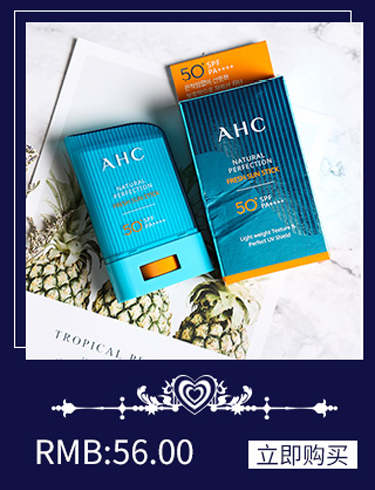 50+ SPF
PA++++
AHC
NATURAL
PERFECTION
FRESH SUN STICK
50+ SPF
PA++++
Light weight Texture &
Perfect UV Shield
AHC
NATURAL
PERFECTION
50+ SPF
PA++++
TROPICAL
RMB:56.00
立即购买